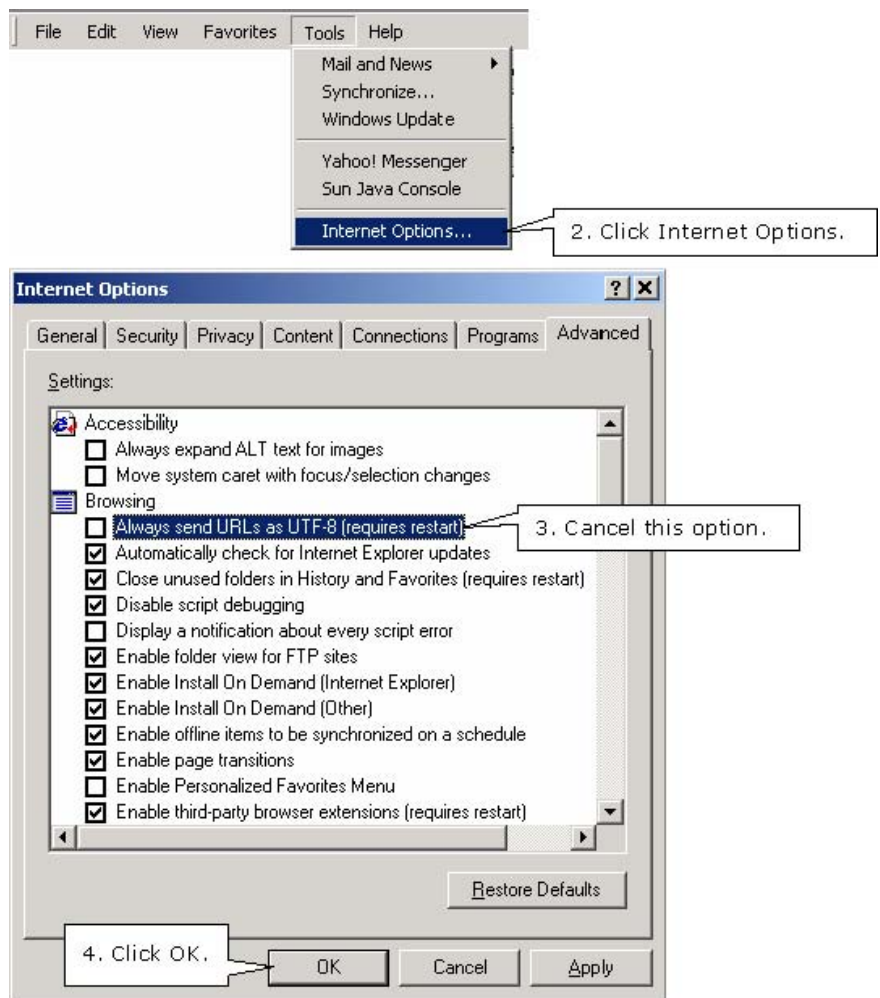 File Edit View Favorites Tools Help
Mail and News
Synchronize...
Windows Update
Yahoo! Messenger
Sun Java Console
Internet Options...
2. Click Internet Options.
Internet Options
General Security Privacy Content Connections Programs Advanced
Settings:
Accessibility
Always expand ALT text for images
Move system caret with focus/selection changes
Browsing
Always send URLs as UTF-8 (requires restart)
3. Cancel this option.
Automatically check for Internet Explorer updates
Close unused folders in History and Favorites (requires restart)
Disable script debugging
Display a notification about every script error
Enable folder view for FTP sites
Enable Install On Demand (Internet Explorer)
Enable Install On Demand (Other)
Enable offline items to be synchronized on a schedule
Enable page transitions
Enable Personalized Favorites Menu
Enable third-party browser extensions (requires restart)
Restore Defaults
4. Click OK.
OK Cancel Apply